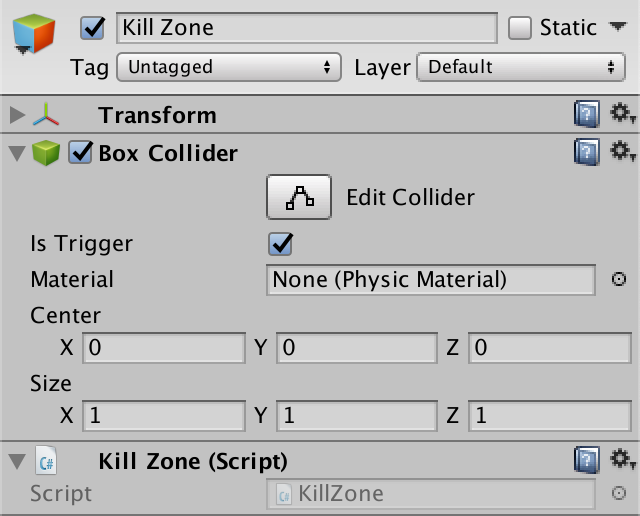 Kill Zone Static
Tag Untagged Layer Default
Transform
Box Collider
Edit Collider
Is Trigger
Material None (Physic Material)
Center
X 0 Y 0 Z 0
Size
X 1 Y 1 Z 1
C# Kill Zone (Script)
Script C# KillZone